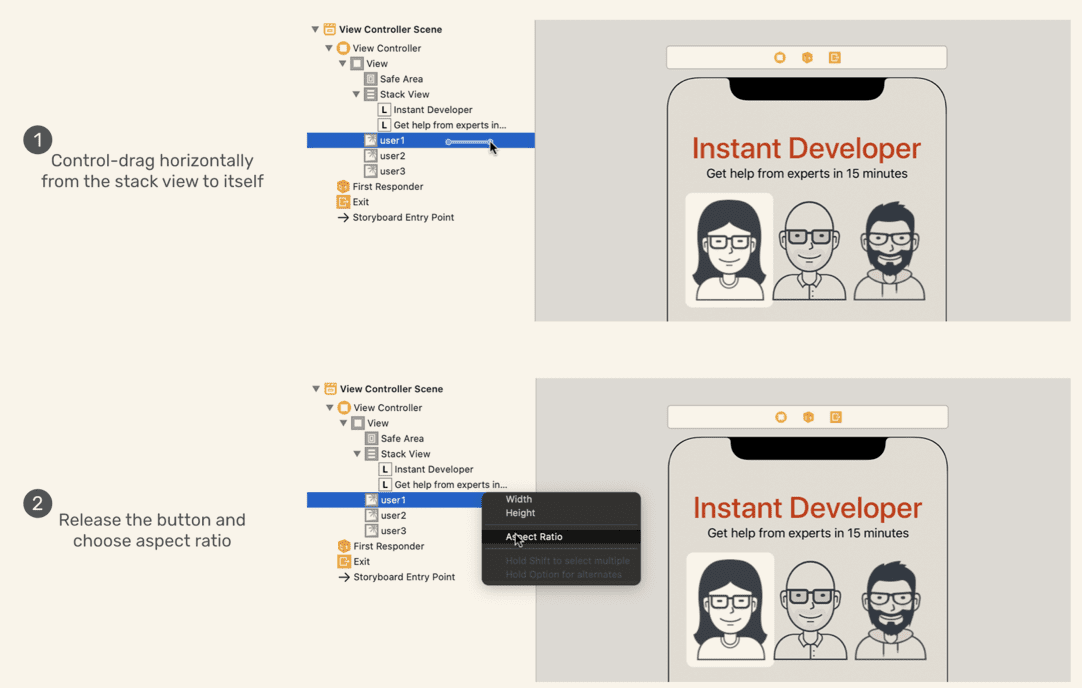 View Controller Scene
View Controller
View
Safe Area
Stack View
L Instant Developer
L Get help from experts in...
user1
user2
user3
First Responder
Exit
Storyboard Entry Point
1
Control-drag horizontally
from the stack view to itself
Instant Developer
Get help from experts in 15 minutes
View Controller Scene
View Controller
View
Safe Area
Stack View
L Instant Developer
L Get help from experts in...
user1
user2
user3
First Responder
Exit
Storyboard Entry Point
2
Release the button and
choose aspect ratio
Width
Height
Aspect Ratio
Hold Shift to select multiple
Hold Option for alternates
Instant Developer
Get help from experts in 15 minutes